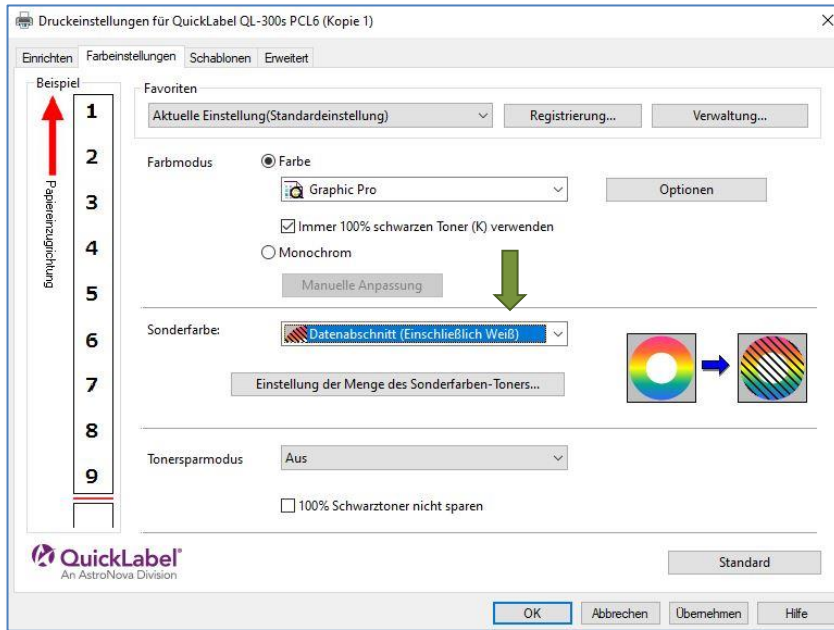 Druckeinstellungen für QuickLabel QL-300s PCL6 (Kopie 1)
Einrichten Farbeinstellungen Schablonen Erweitert
Beispiel
1
2
3
4
5
6
7
8
9
Papiereinzugrichtung
Favoriten
Aktuelle Einstellung(Standardeinstellung) Registrierung... Verwaltung...
Farbmodus Farbe
Graphic Pro Optionen
Immer 100% schwarzen Toner (K) verwenden
Monochrom
Manuelle Anpassung
Sonderfarbe: Datenabschnitt (Einschließlich Weiß)
Einstellung der Menge des Sonderfarben-Toners...
Tonersparmodus Aus
100% Schwarztoner nicht sparen
QuickLabel®
An AstroNova Division
Standard
OK Abbrechen Übernehmen Hilfe